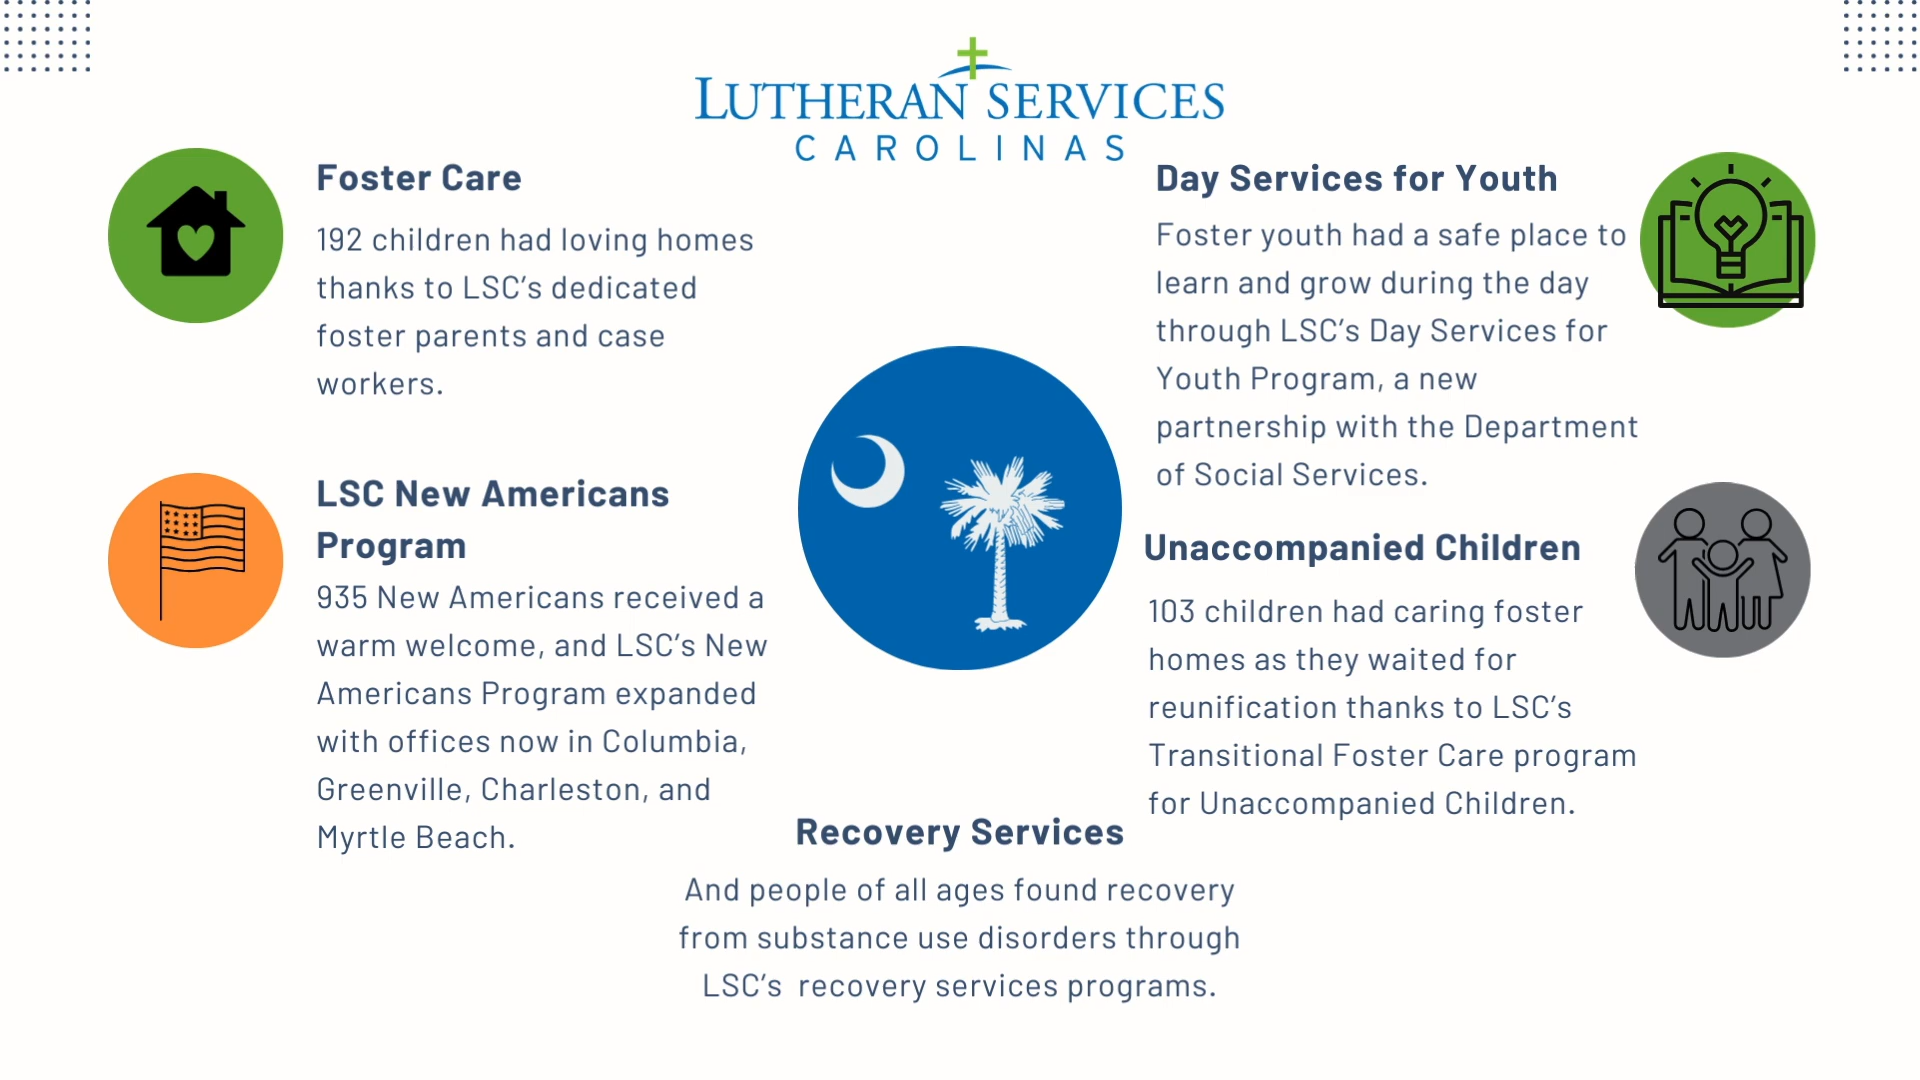 LUTHERAN SERVICES
CAROLINAS
Foster Care
192 children had loving homes
thanks to LSC’s dedicated
foster parents and case
workers.
LSC New Americans
Program
935 New Americans received a
warm welcome, and LSC’s New
Americans Program expanded
with offices now in Columbia,
Greenville, Charleston, and
Myrtle Beach.
Day Services for Youth
Foster youth had a safe place to
learn and grow during the day
through LSC’s Day Services for
Youth Program, a new
partnership with the Department
of Social Services.
Unaccompanied Children
103 children had caring foster
homes as they waited for
reunification thanks to LSC’s
Transitional Foster Care program
for Unaccompanied Children.
Recovery Services
And people of all ages found recovery
from substance use disorders through
LSC’s  recovery services programs.